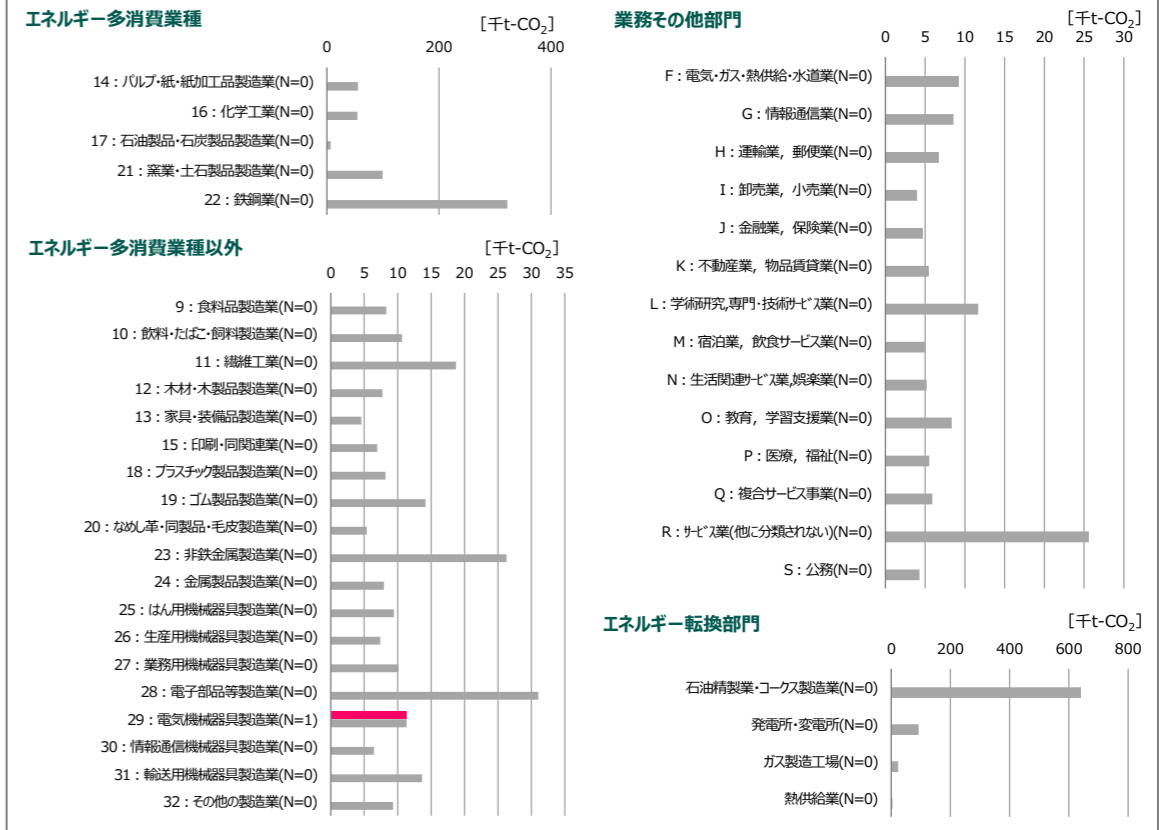 エネルギー多消費業種
[千t-CO2]
0 200 400
14：パルプ・紙・紙加工品製造業(N=0)
16：化学工業(N=0)
17：石油製品・石炭製品製造業(N=0)
21：窯業・土石製品製造業(N=0)
22：鉄鋼業(N=0)
エネルギー多消費業種以外
[千t-CO2]
0 5 10 15 20 25 30 35
9：食料品製造業(N=0)
10：飲料・たばこ・飼料製造業(N=0)
11：繊維工業(N=0)
12：木材・木製品製造業(N=0)
13：家具・装備品製造業(N=0)
15：印刷・同関連業(N=0)
18：プラスチック製品製造業(N=0)
19：ゴム製品製造業(N=0)
20：なめし革・同製品・毛皮製造業(N=0)
23：非鉄金属製造業(N=0)
24：金属製品製造業(N=0)
25：はん用機械器具製造業(N=0)
26：生産用機械器具製造業(N=0)
27：業務用機械器具製造業(N=0)
28：電子部品等製造業(N=0)
29：電気機械器具製造業(N=1)
30：情報通信機械器具製造業(N=0)
31：輸送用機械器具製造業(N=0)
32：その他の製造業(N=0)
業務その他部門
[千t-CO2]
0 5 10 15 20 25 30
F：電気・ガス・熱供給・水道業(N=0)
G：情報通信業(N=0)
H：運輸業，郵便業(N=0)
I：卸売業，小売業(N=0)
J：金融業，保険業(N=0)
K：不動産業，物品賃貸業(N=0)
L：学術研究,専門・技術ｻｰﾋﾞｽ業(N=0)
M：宿泊業，飲食サービス業(N=0)
N：生活関連ｻｰﾋﾞｽ業,娯楽業(N=0)
O：教育，学習支援業(N=0)
P：医療，福祉(N=0)
Q：複合サービス事業(N=0)
R：ｻｰﾋﾞｽ業(他に分類されない)(N=0)
S：公務(N=0)
エネルギー転換部門
[千t-CO2]
0 200 400 600 800
石油精製業・コークス製造業(N=0)
発電所・変電所(N=0)
ガス製造工場(N=0)
熱供給業(N=0)